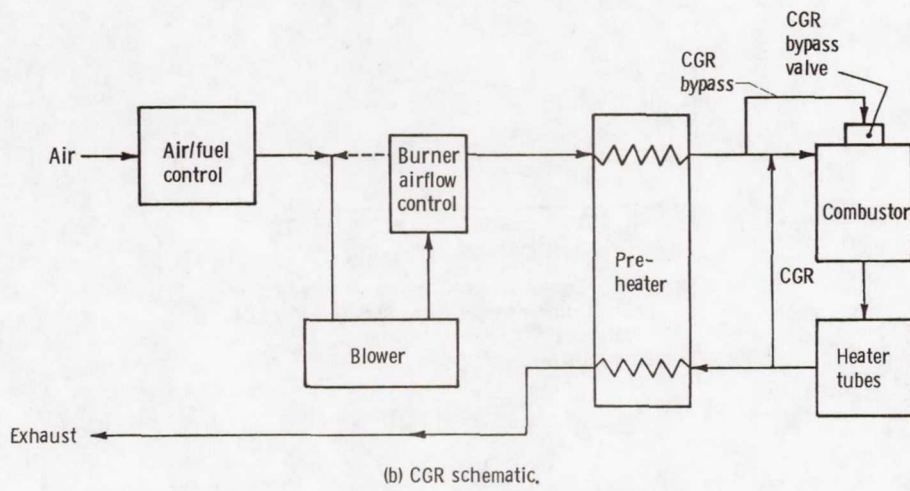 CGR
bypass
valve
CGR
bypass
Air
Air/fuel
control
Burner
airflow
control
Combustor
Pre-
heater
CGR
Blower
Heater
tubes
Exhaust
(b) CGR schematic.